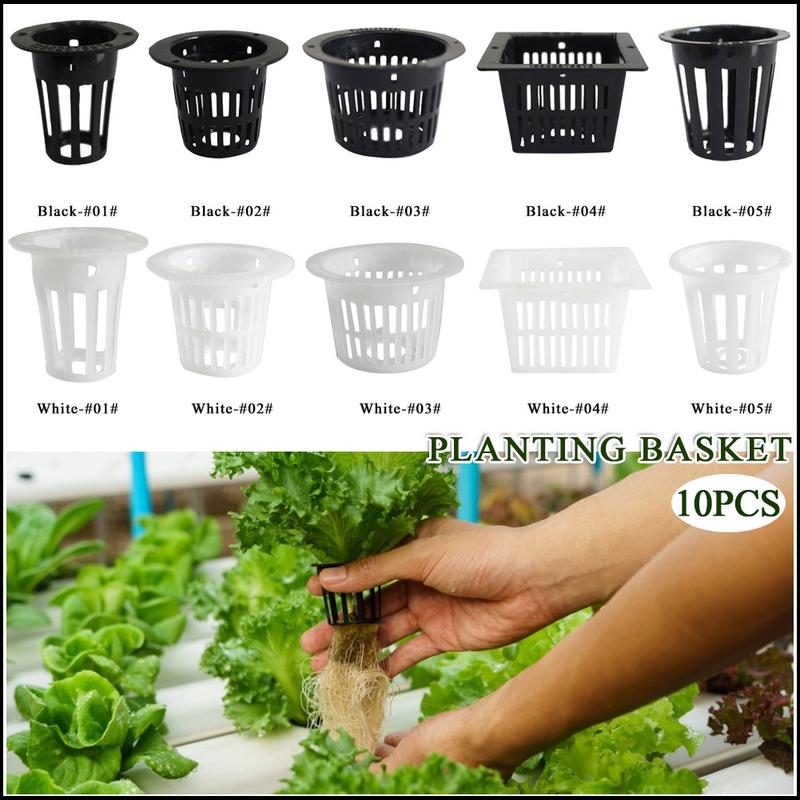 Black-#01# Black-#02# Black-#03# Black-#04# Black-#05#
White-#01# White-#02# White-#03# White-#04# White-#05#
PLANTING BASKET
10PCS